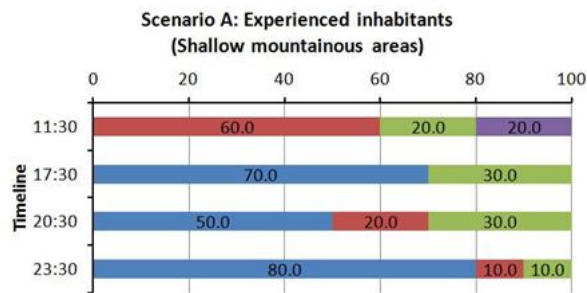 Scenario A: Experienced inhabitants
(Shallow mountainous areas)
0 20 40 60 80 100
Timeline
11:30 60.0 20.0 20.0
17:30 70.0 30.0
20:30 50.0 20.0 30.0
23:30 80.0 10.0 10.0